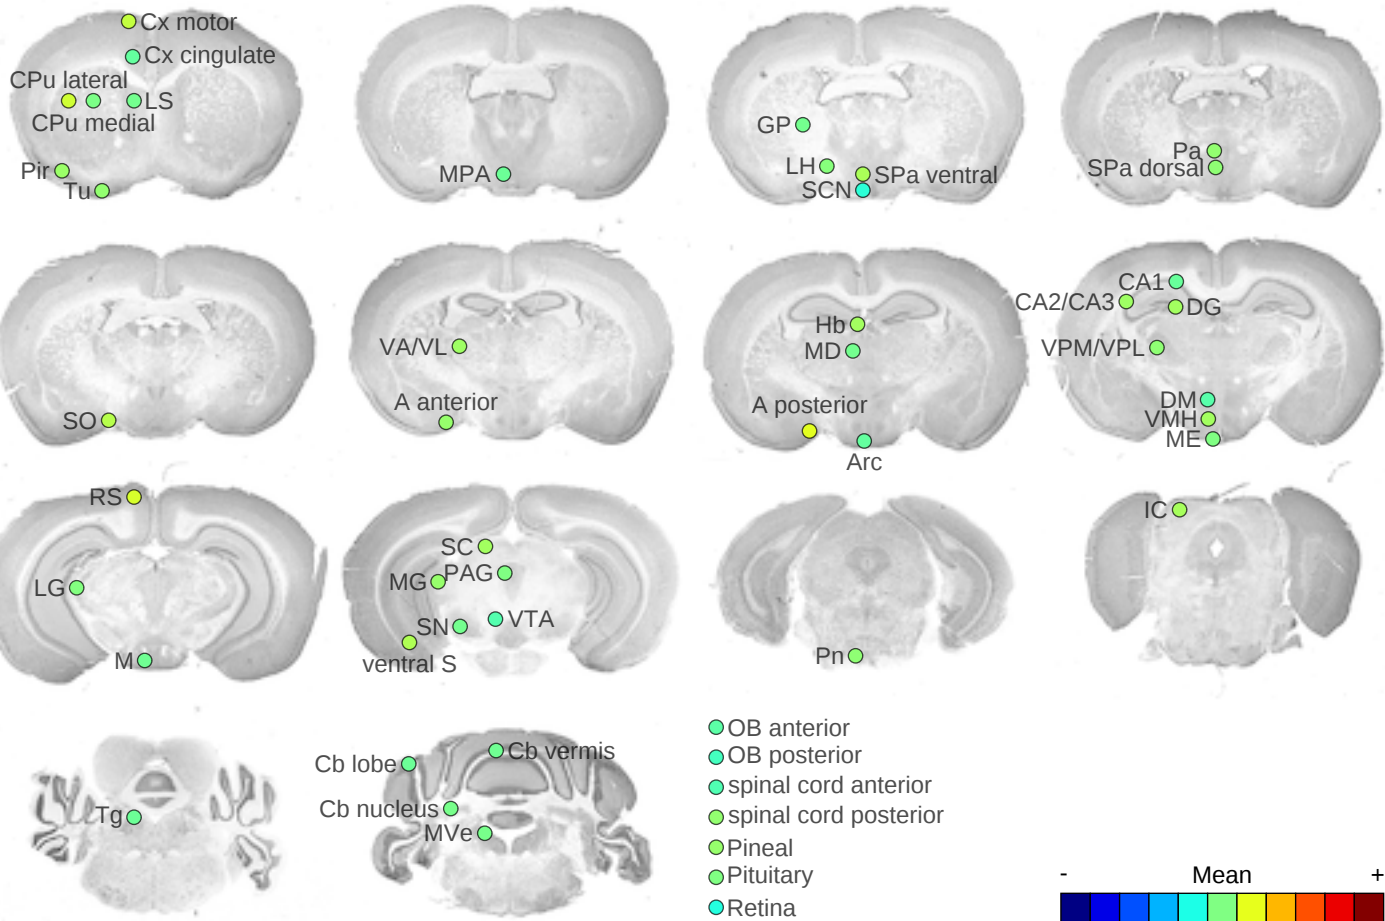 Cx motor
Cx cingulate
CPu lateral
LS
CPu medial
Pir
Tu
MPA
GP
LH
SPa ventral
SCN
Pa
SPa dorsal
SO
VA/VL
A anterior
Hb
MD
A posterior
Arc
CA1
CA2/CA3
DG
VPM/VPL
DM
VMH
ME
RS
LG
M
SC
MG
PAG
SN
VTA
ventral S
Pn
IC
Tg
Cb lobe
Cb vermis
Cb nucleus
MVe
OB anterior
OB posterior
spinal cord anterior
spinal cord posterior
Pineal
Pituitary
Retina
- Mean +